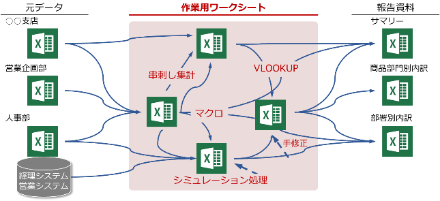 元データ
作業用ワークシート
報告資料
○○支店
サマリー
営業企画部
串刺し集計
VLOOKUP
商品部門別内訳
人事部
マクロ
部署別内訳
手修正
経理システム
営業システム
シミュレーション処理